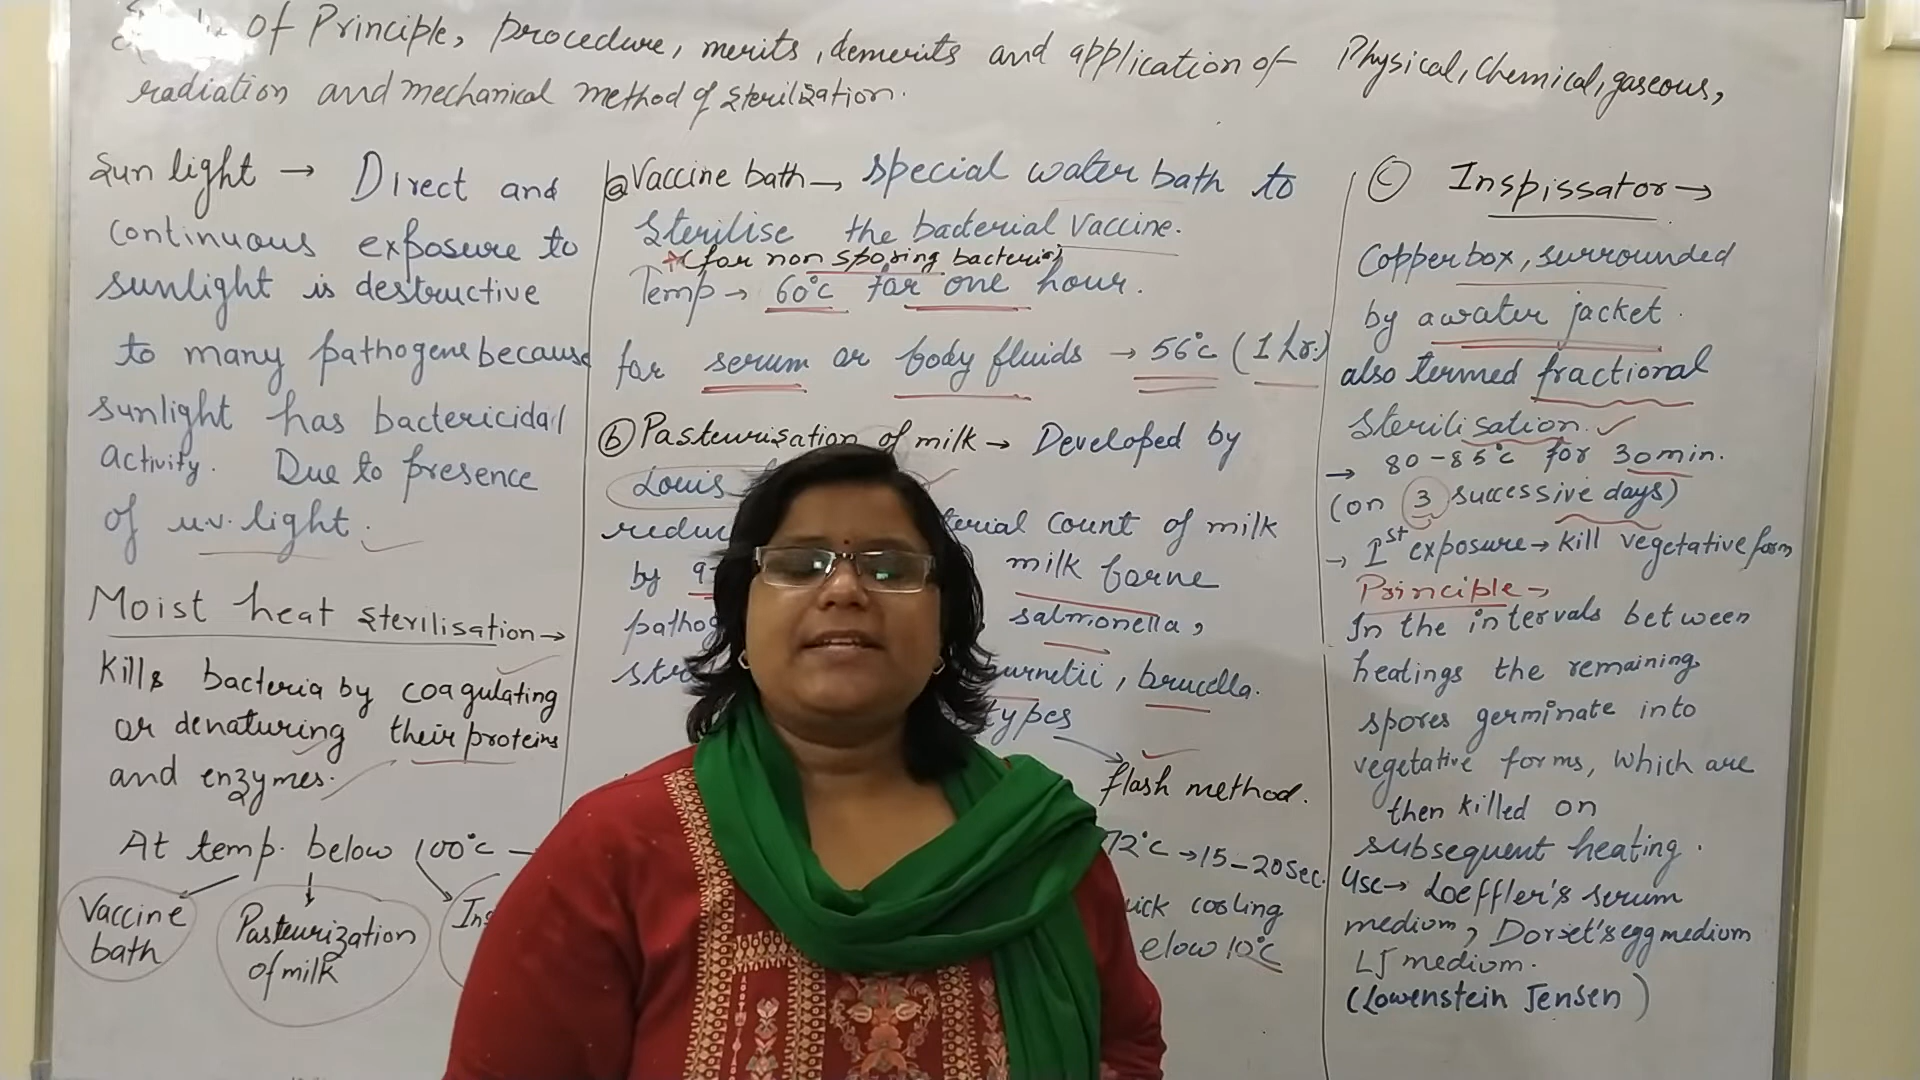 of Principle, procedure, merits, demerits and application of Physical, Chemical, gaseous,
radiation and mechanical method of sterilization.
Sun light → Direct and
continuous exposure to
sunlight is destructive
to many pathogens because
sunlight has bactericidal
activity. Due to presence
of u.v. light.
Moist heat sterilisation →
Kills bacteria by coagulating
or denaturing their proteins
and enzymes.
At temp. below 100°c
Vaccine
bath
Pasteurization
of milk
ⓐ Vaccine bath → special water bath to
sterilise the bacterial vaccine.
(for non sporing bacteria)
Temp → 60°c for one hour.
for serum or body fluids → 56°c (1 hr.)
ⓑ Pasteurisation of milk → Developed by
Louis
count of milk
by milk borne
salmonella,
brucella.
types
flash method.
72°c → 15-20 sec.
cooling
10°c
ⓒ Inspissator →
Copper box, surrounded
by a water jacket.
also termed fractional
sterilisation.
→ 80-85°c for 30 min.
(on 3 successive days)
→ 1st exposure → kill vegetative form
Principle →
In the intervals between
heatings the remaining
spores germinate into
vegetative forms, which are
then killed on
subsequent heating.
use → Loeffler's serum
medium, Dorset's egg medium
LJ medium.
(Lowenstein Jensen)